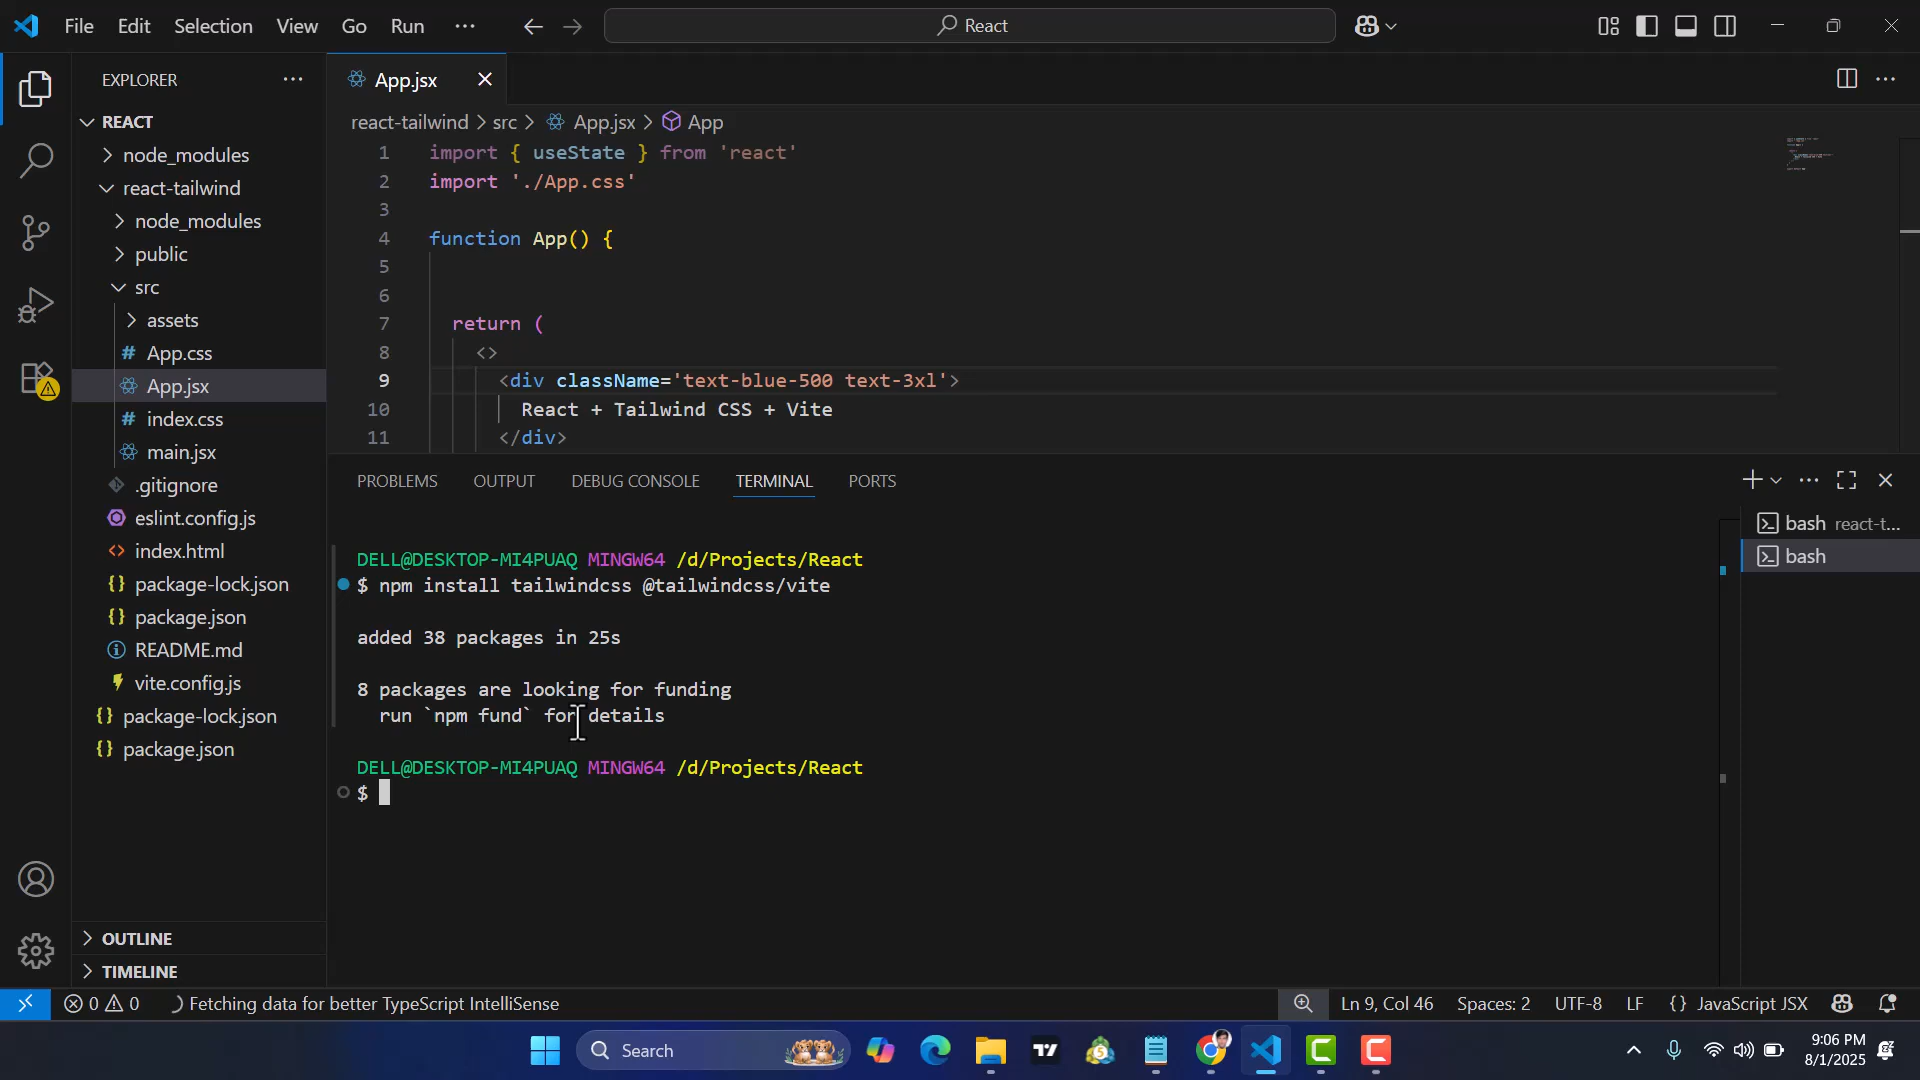 File Edit Selection View Go Run ···
React
EXPLORER
REACT
node_modules
react-tailwind
node_modules
public
src
assets
App.css
App.jsx
index.css
main.jsx
.gitignore
eslint.config.js
index.html
package-lock.json
package.json
README.md
vite.config.js
package-lock.json
package.json
OUTLINE
TIMELINE
App.jsx
react-tailwind > src > App.jsx > App
1 import { useState } from 'react'
2 import './App.css'
3
4 function App() {
5
6
7 return (
8 <>
9 <div className='text-blue-500 text-3xl'>
10 React + Tailwind CSS + Vite
11 </div>
PROBLEMS OUTPUT DEBUG CONSOLE TERMINAL PORTS
DELL@DESKTOP-MI4PUAQ MINGW64 /d/Projects/React
$ npm install tailwindcss @tailwindcss/vite
added 38 packages in 25s
8 packages are looking for funding
run `npm fund` for details
DELL@DESKTOP-MI4PUAQ MINGW64 /d/Projects/React
$
bash react-t...
bash
0 0 Fetching data for better TypeScript IntelliSense
Ln 9, Col 46 Spaces: 2 UTF-8 LF {} JavaScript JSX
Search
9:06 PM
8/1/2025